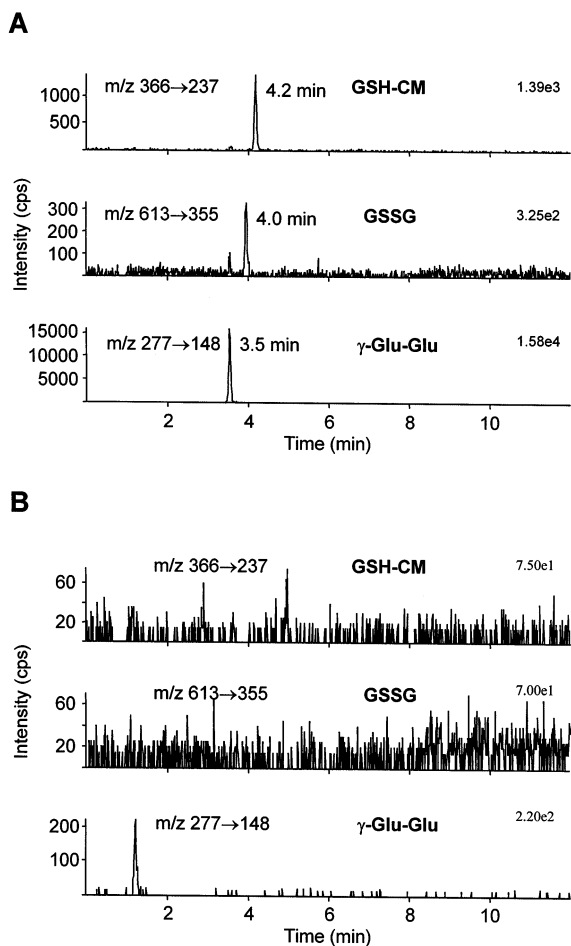 A
m/z 366→237 4.2 min GSH-CM 1.39e3
1000
500
m/z 613→355 4.0 min GSSG 3.25e2
300
200
100
Intensity (cps)
m/z 277→148 3.5 min γ-Glu-Glu 1.58e4
15000
10000
5000
2 4 6 8 10
Time (min)
B
m/z 366→237 GSH-CM 7.50e1
60
20
m/z 613→355 GSSG 7.00e1
60
20
Intensity (cps)
m/z 277→148 γ-Glu-Glu 2.20e2
200
100
2 4 6 8 10
Time (min)